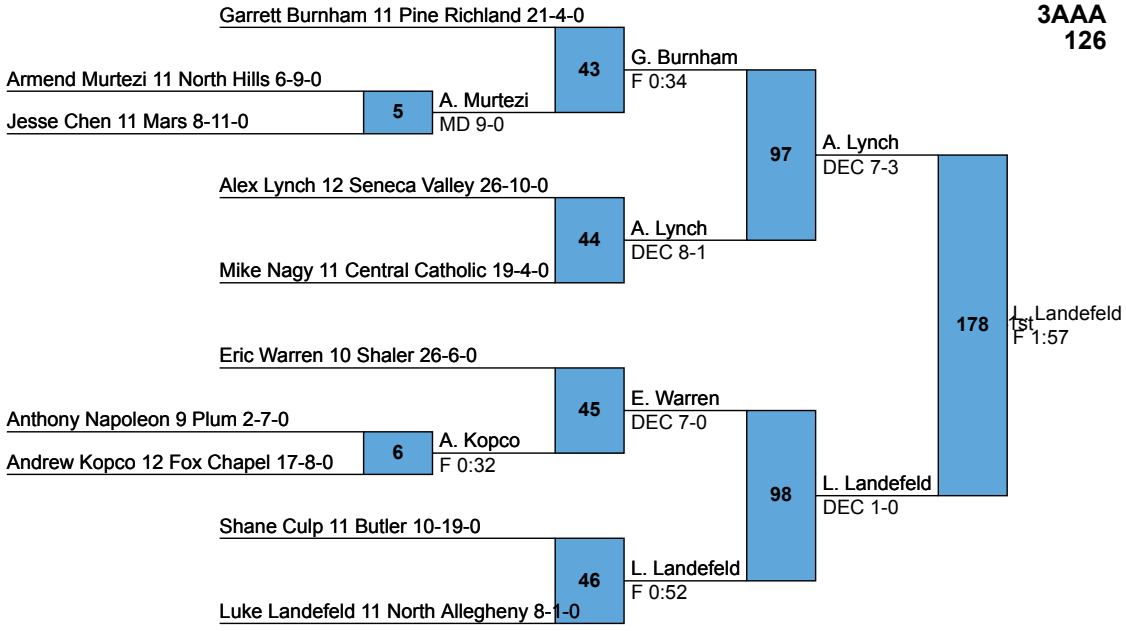 3AAA
126
Garrett Burnham 11 Pine Richland 21-4-0
43
G. Burnham
F 0:34
Armend Murtezi 11 North Hills 6-9-0
5
A. Murtezi
MD 9-0
Jesse Chen 11 Mars 8-11-0
97
A. Lynch
DEC 7-3
Alex Lynch 12 Seneca Valley 26-10-0
44
A. Lynch
DEC 8-1
Mike Nagy 11 Central Catholic 19-4-0
178
L. Landefeld
1st
F 1:57
Eric Warren 10 Shaler 26-6-0
45
E. Warren
DEC 7-0
Anthony Napoleon 9 Plum 2-7-0
6
A. Kopco
F 0:32
Andrew Kopco 12 Fox Chapel 17-8-0
98
L. Landefeld
DEC 1-0
Shane Culp 11 Butler 10-19-0
46
L. Landefeld
F 0:52
Luke Landefeld 11 North Allegheny 8-1-0